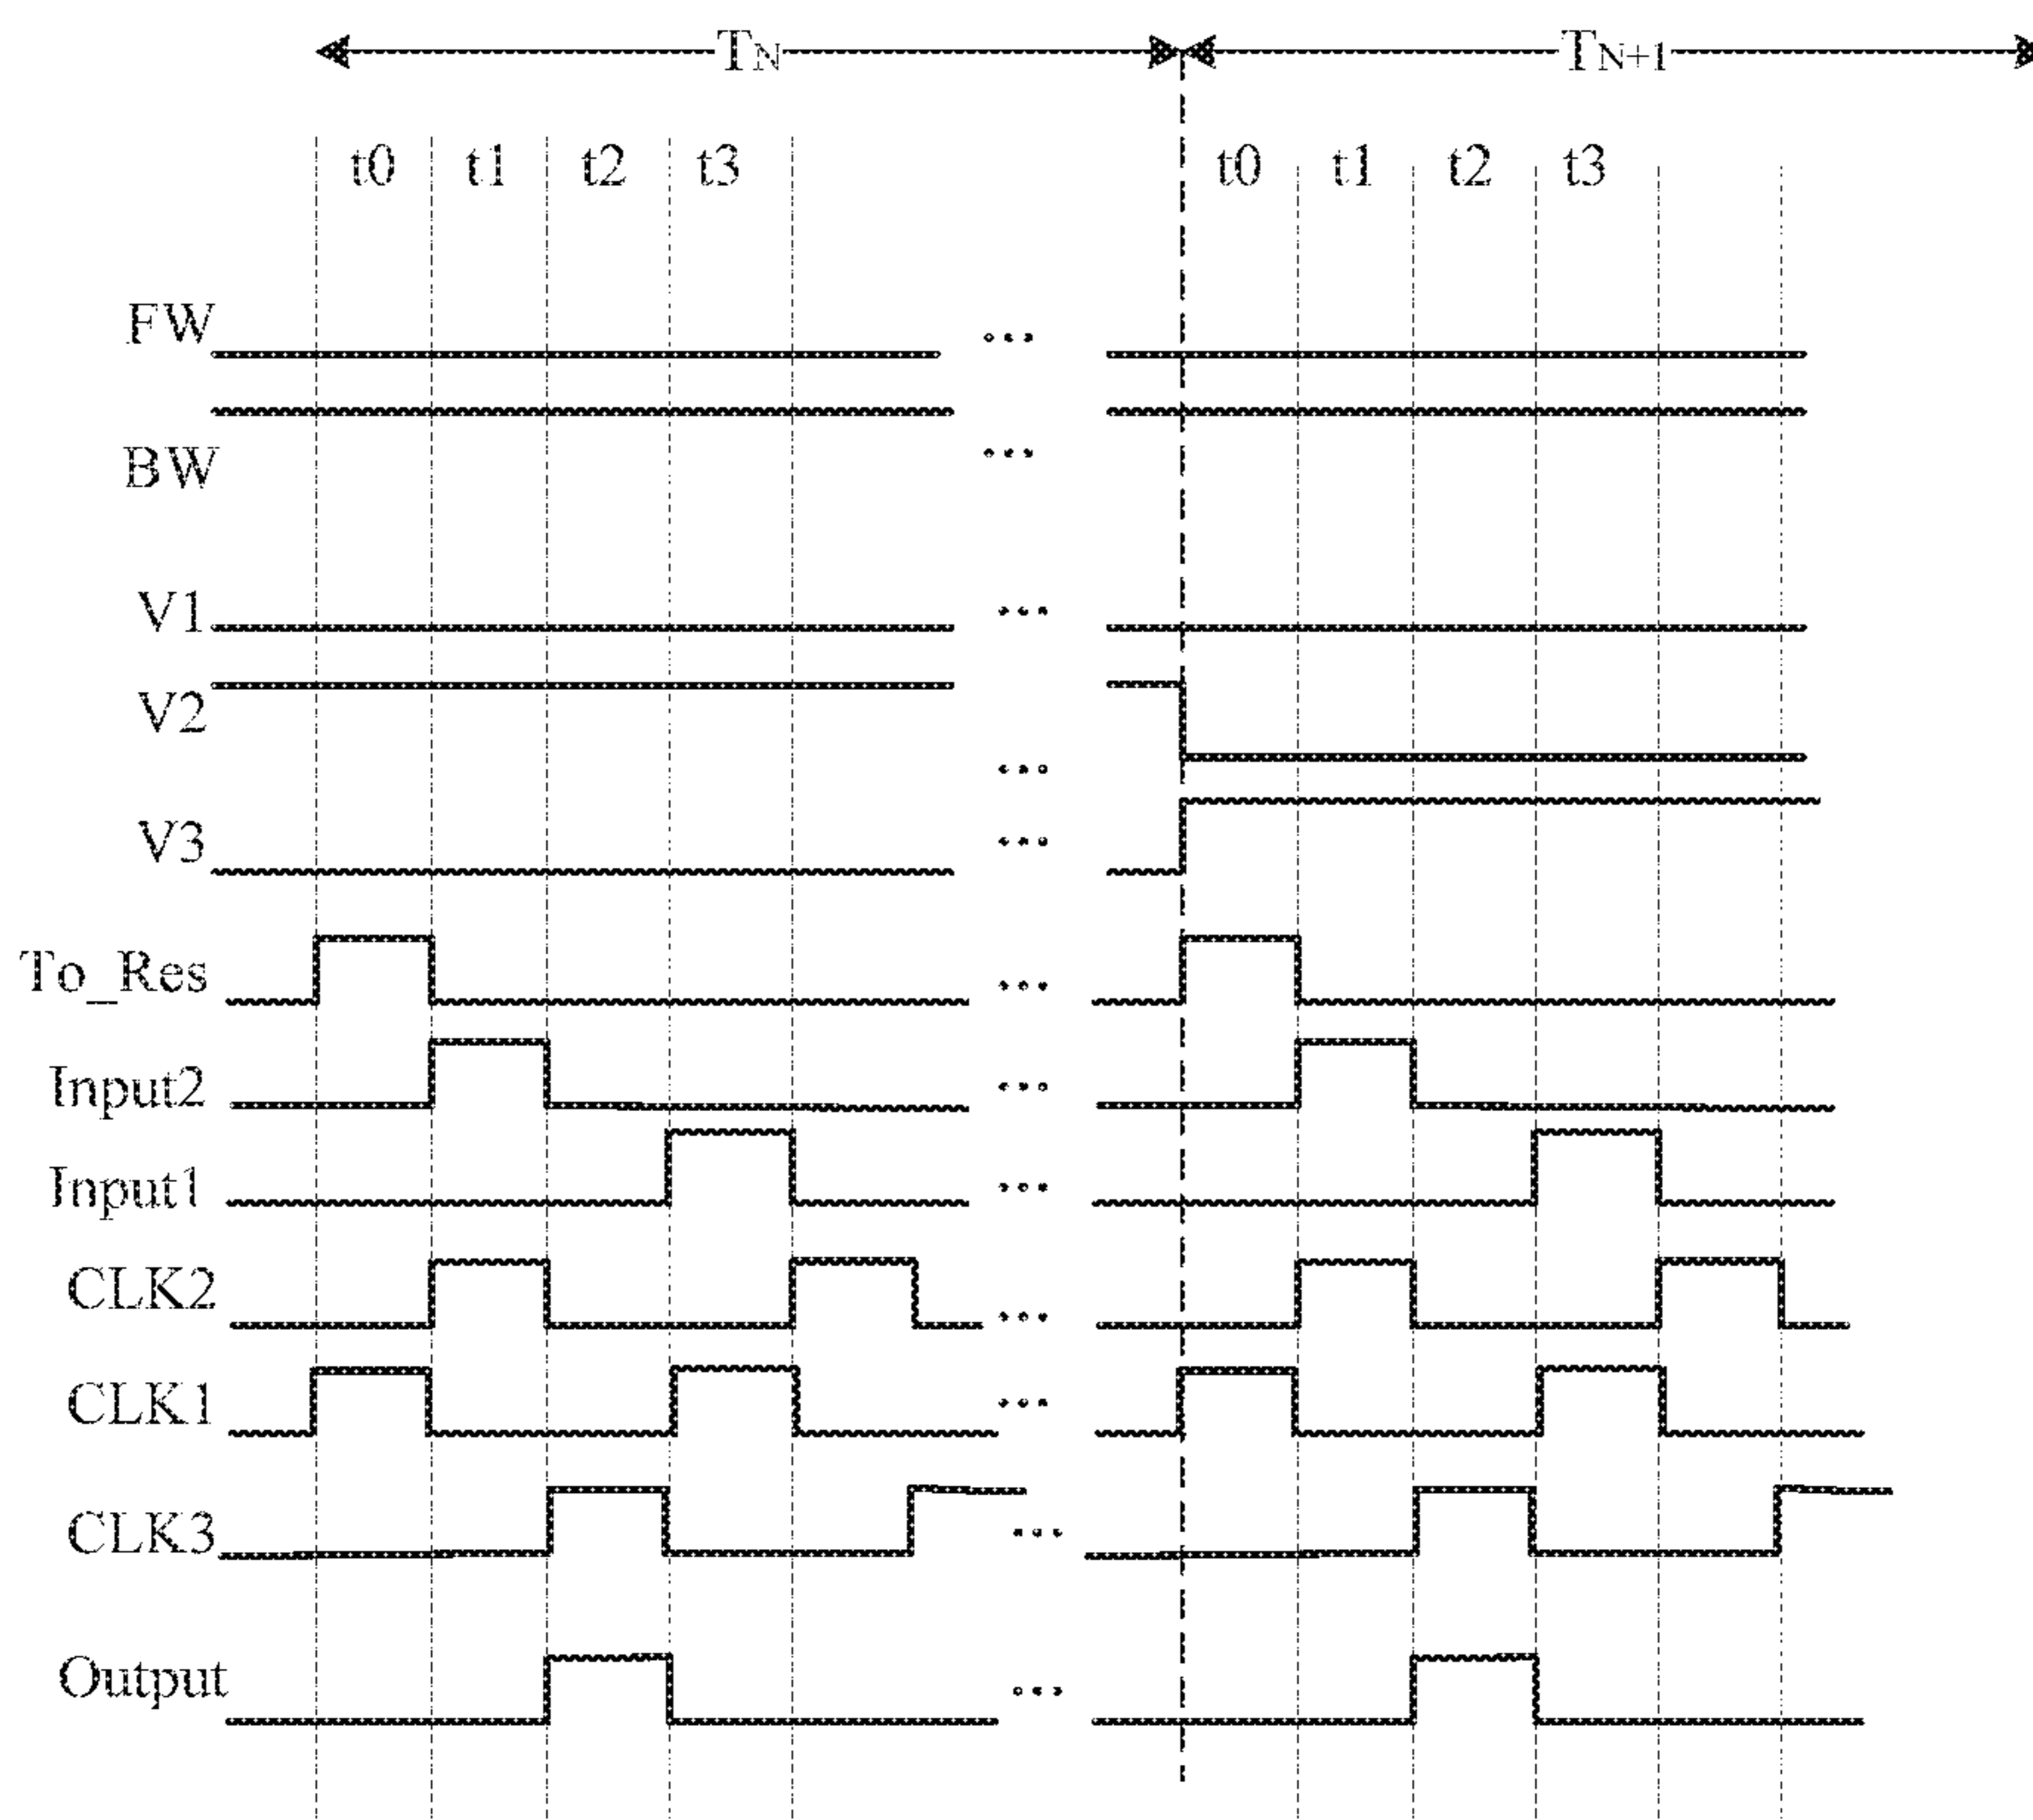 TN TN+1
t0 t1 t2 t3 t0 t1 t2 t3
FW ...
BW ...
V1 ...
V2 ...
V3 ...
To_Res ...
Input2 ...
Input1 ...
CLK2 ...
CLK1 ...
CLK3 ...
Output ...